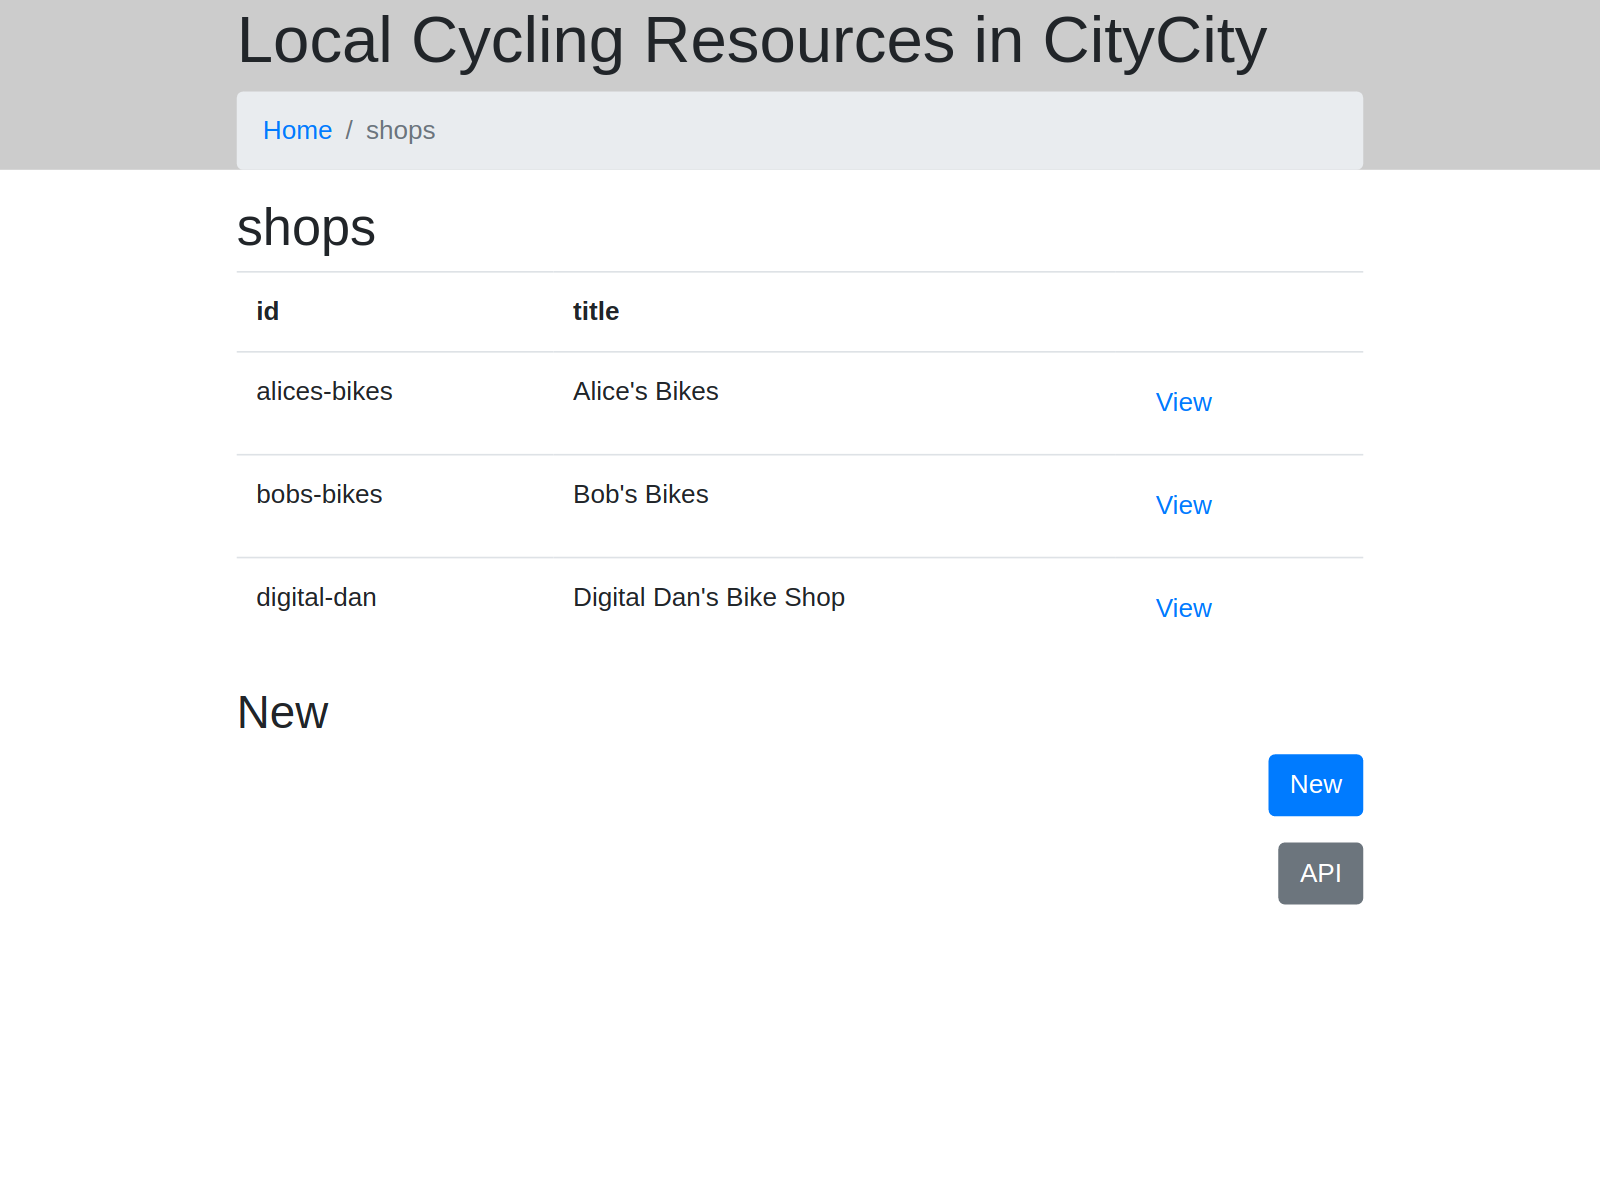 Local Cycling Resources in CityCity
Home / shops
shops
id title
alices-bikes Alice's Bikes View
bobs-bikes Bob's Bikes View
digital-dan Digital Dan's Bike Shop View
New
New
API